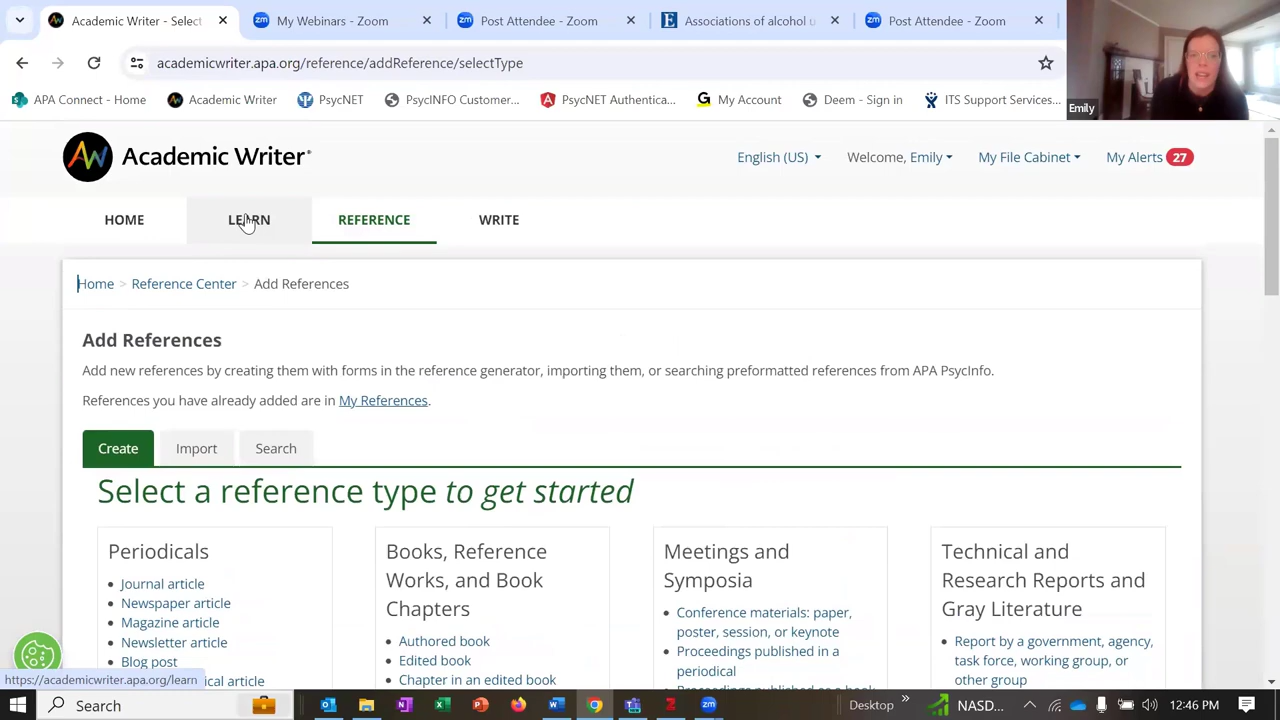 Academic Writer - Select
My Webinars - Zoom
Post Attendee - Zoom
Associations of alcohol u
Post Attendee - Zoom
academicwriter.apa.org/reference/addReference/selectType
APA Connect - Home
Academic Writer
PsycNET
PsycINFO Customer...
PsycNET Authentica...
My Account
Deem - Sign in
ITS Support Services...
Emily
AW Academic Writer
English (US)
Welcome, Emily
My File Cabinet
My Alerts 27
HOME
LEARN
REFERENCE
WRITE
Home > Reference Center > Add References
Add References
Add new references by creating them with forms in the reference generator, importing them, or searching preformatted references from APA PsycInfo.
References you have already added are in My References.
Create
Import
Search
Select a reference type to get started
Periodicals
• Journal article
• Newspaper article
• Magazine article
• Newsletter article
• Blog post
ical article
Books, Reference
Works, and Book
Chapters
• Authored book
• Edited book
• Chapter in an edited book
Meetings and
Symposia
• Conference materials: paper,
poster, session, or keynote
• Proceedings published in a
periodical
• Proceedings published as a book
Technical and
Research Reports and
Gray Literature
• Report by a government, agency,
task force, working group, or
other group
https://academicwriter.apa.org/learn
Search
Desktop
NASD...
12:46 PM